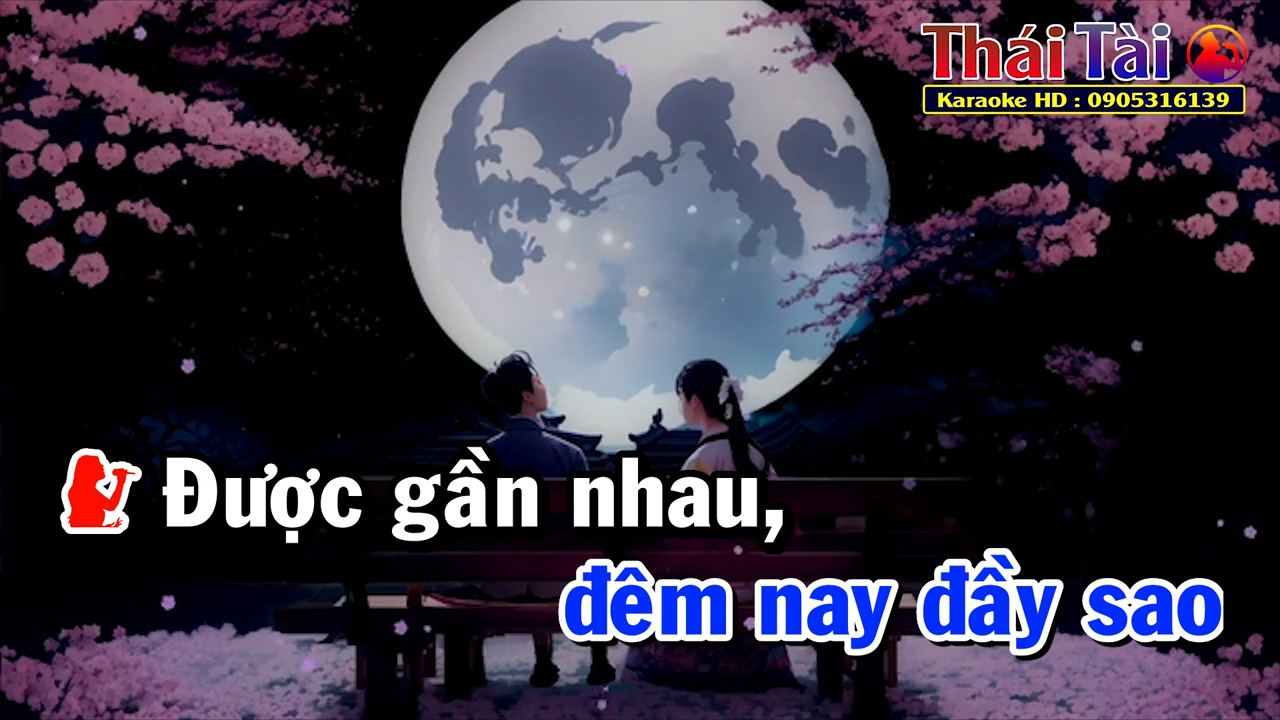 Thái Tài
Karaoke HD : 0905316139
Được gần nhau,
đêm nay đầy sao